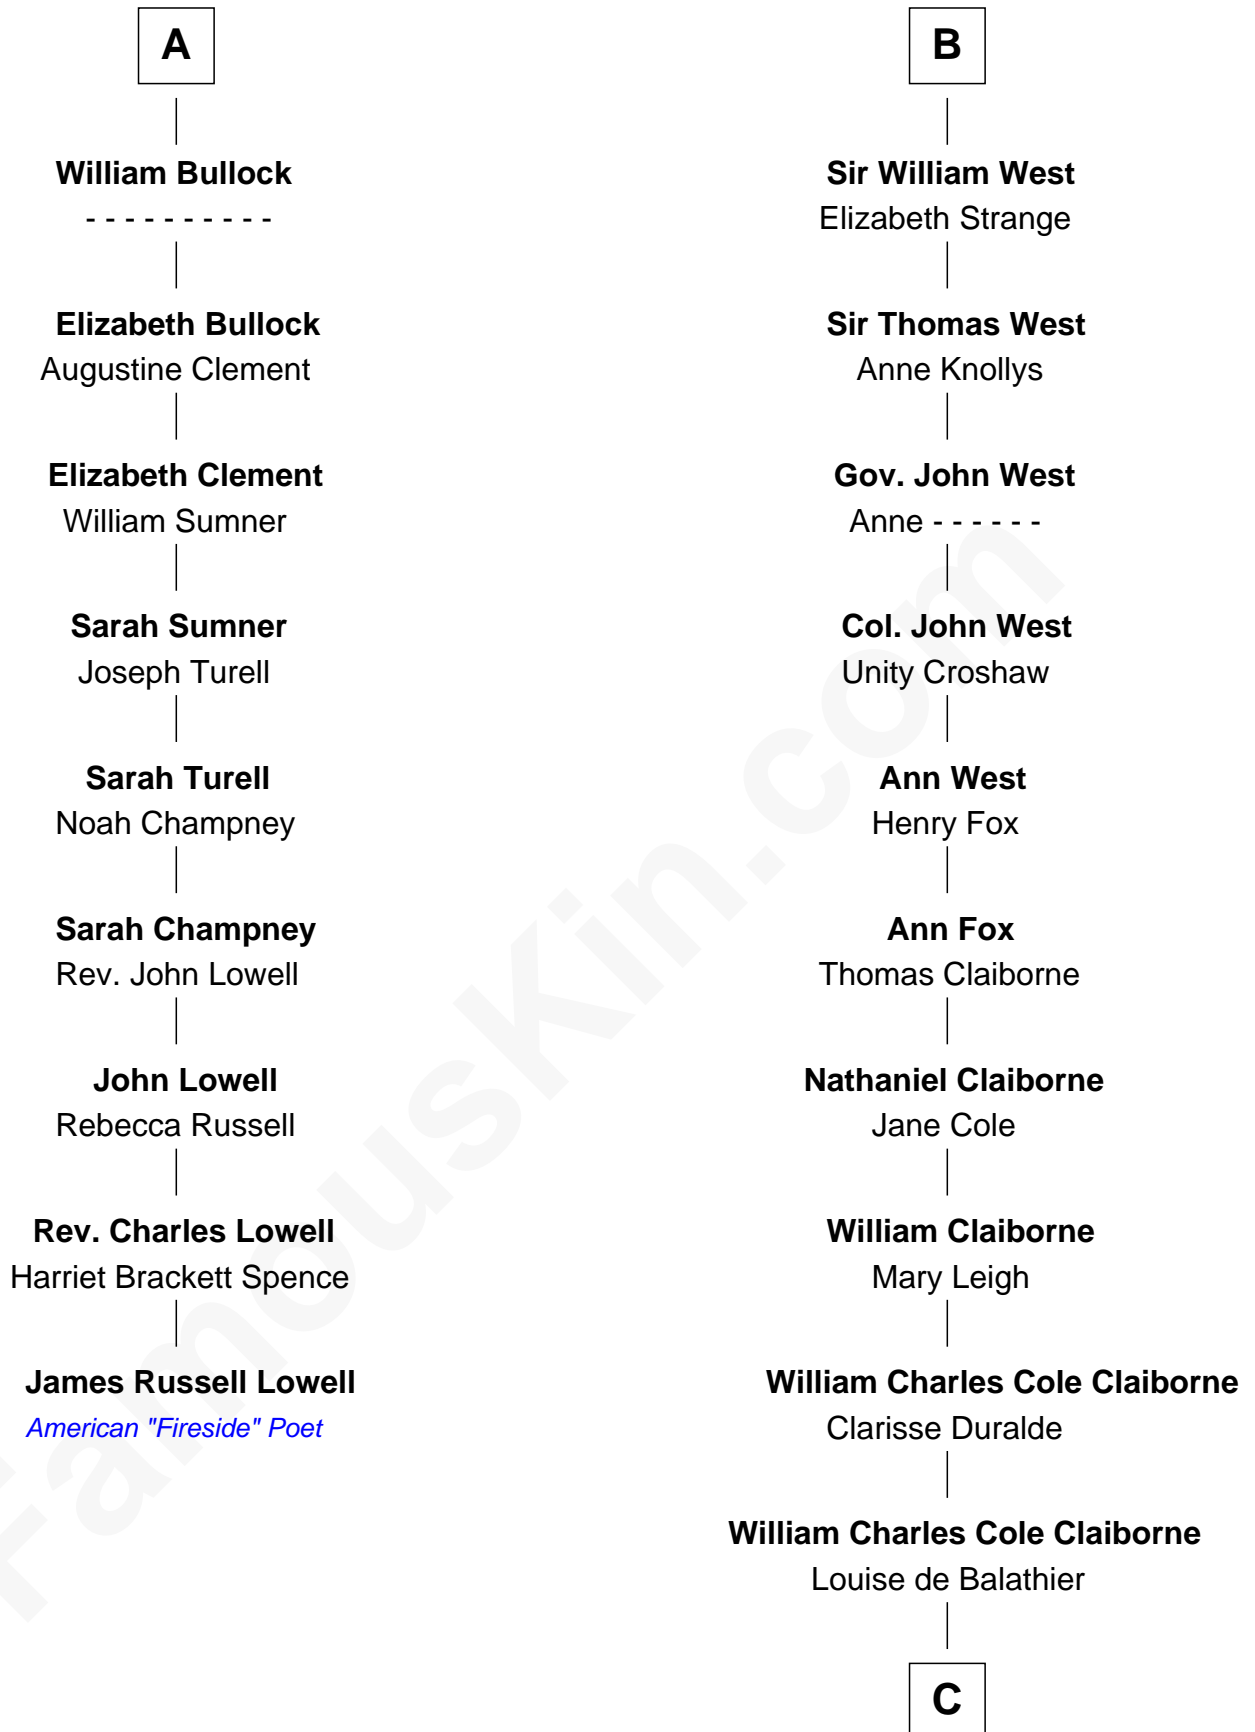 A
William Bullock
- - - - - - - - - -
Elizabeth Bullock
Augustine Clement
Elizabeth Clement
William Sumner
Sarah Sumner
Joseph Turell
Sarah Turell
Noah Champney
Sarah Champney
Rev. John Lowell
John Lowell
Rebecca Russell
Rev. Charles Lowell
Harriet Brackett Spence
James Russell Lowell
American "Fireside" Poet
B
Sir William West
Elizabeth Strange
Sir Thomas West
Anne Knollys
Gov. John West
Anne - - - - - -
Col. John West
Unity Croshaw
Ann West
Henry Fox
Ann Fox
Thomas Claiborne
Nathaniel Claiborne
Jane Cole
William Claiborne
Mary Leigh
William Charles Cole Claiborne
Clarisse Duralde
William Charles Cole Claiborne
Louise de Balathier
C
FamousKin.com